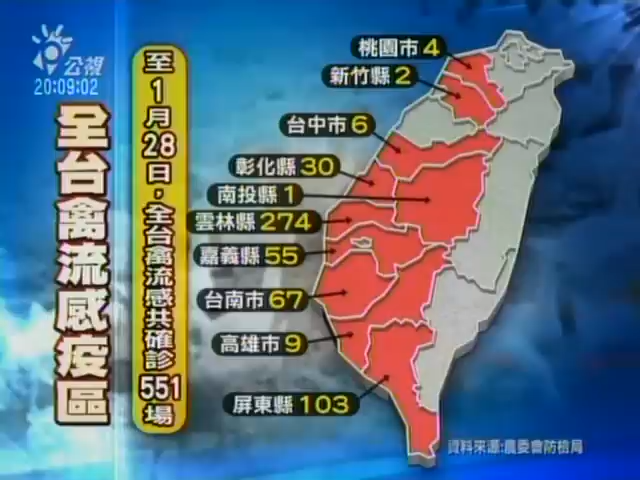 公視
20:09:02
全台禽流感疫區
至1月28日，全台禽流感共確診551場
桃園市 4
新竹縣 2
台中市 6
彰化縣 30
南投縣 1
雲林縣 274
嘉義縣 55
台南市 67
高雄市 9
屏東縣 103
資料來源:農委會防檢局